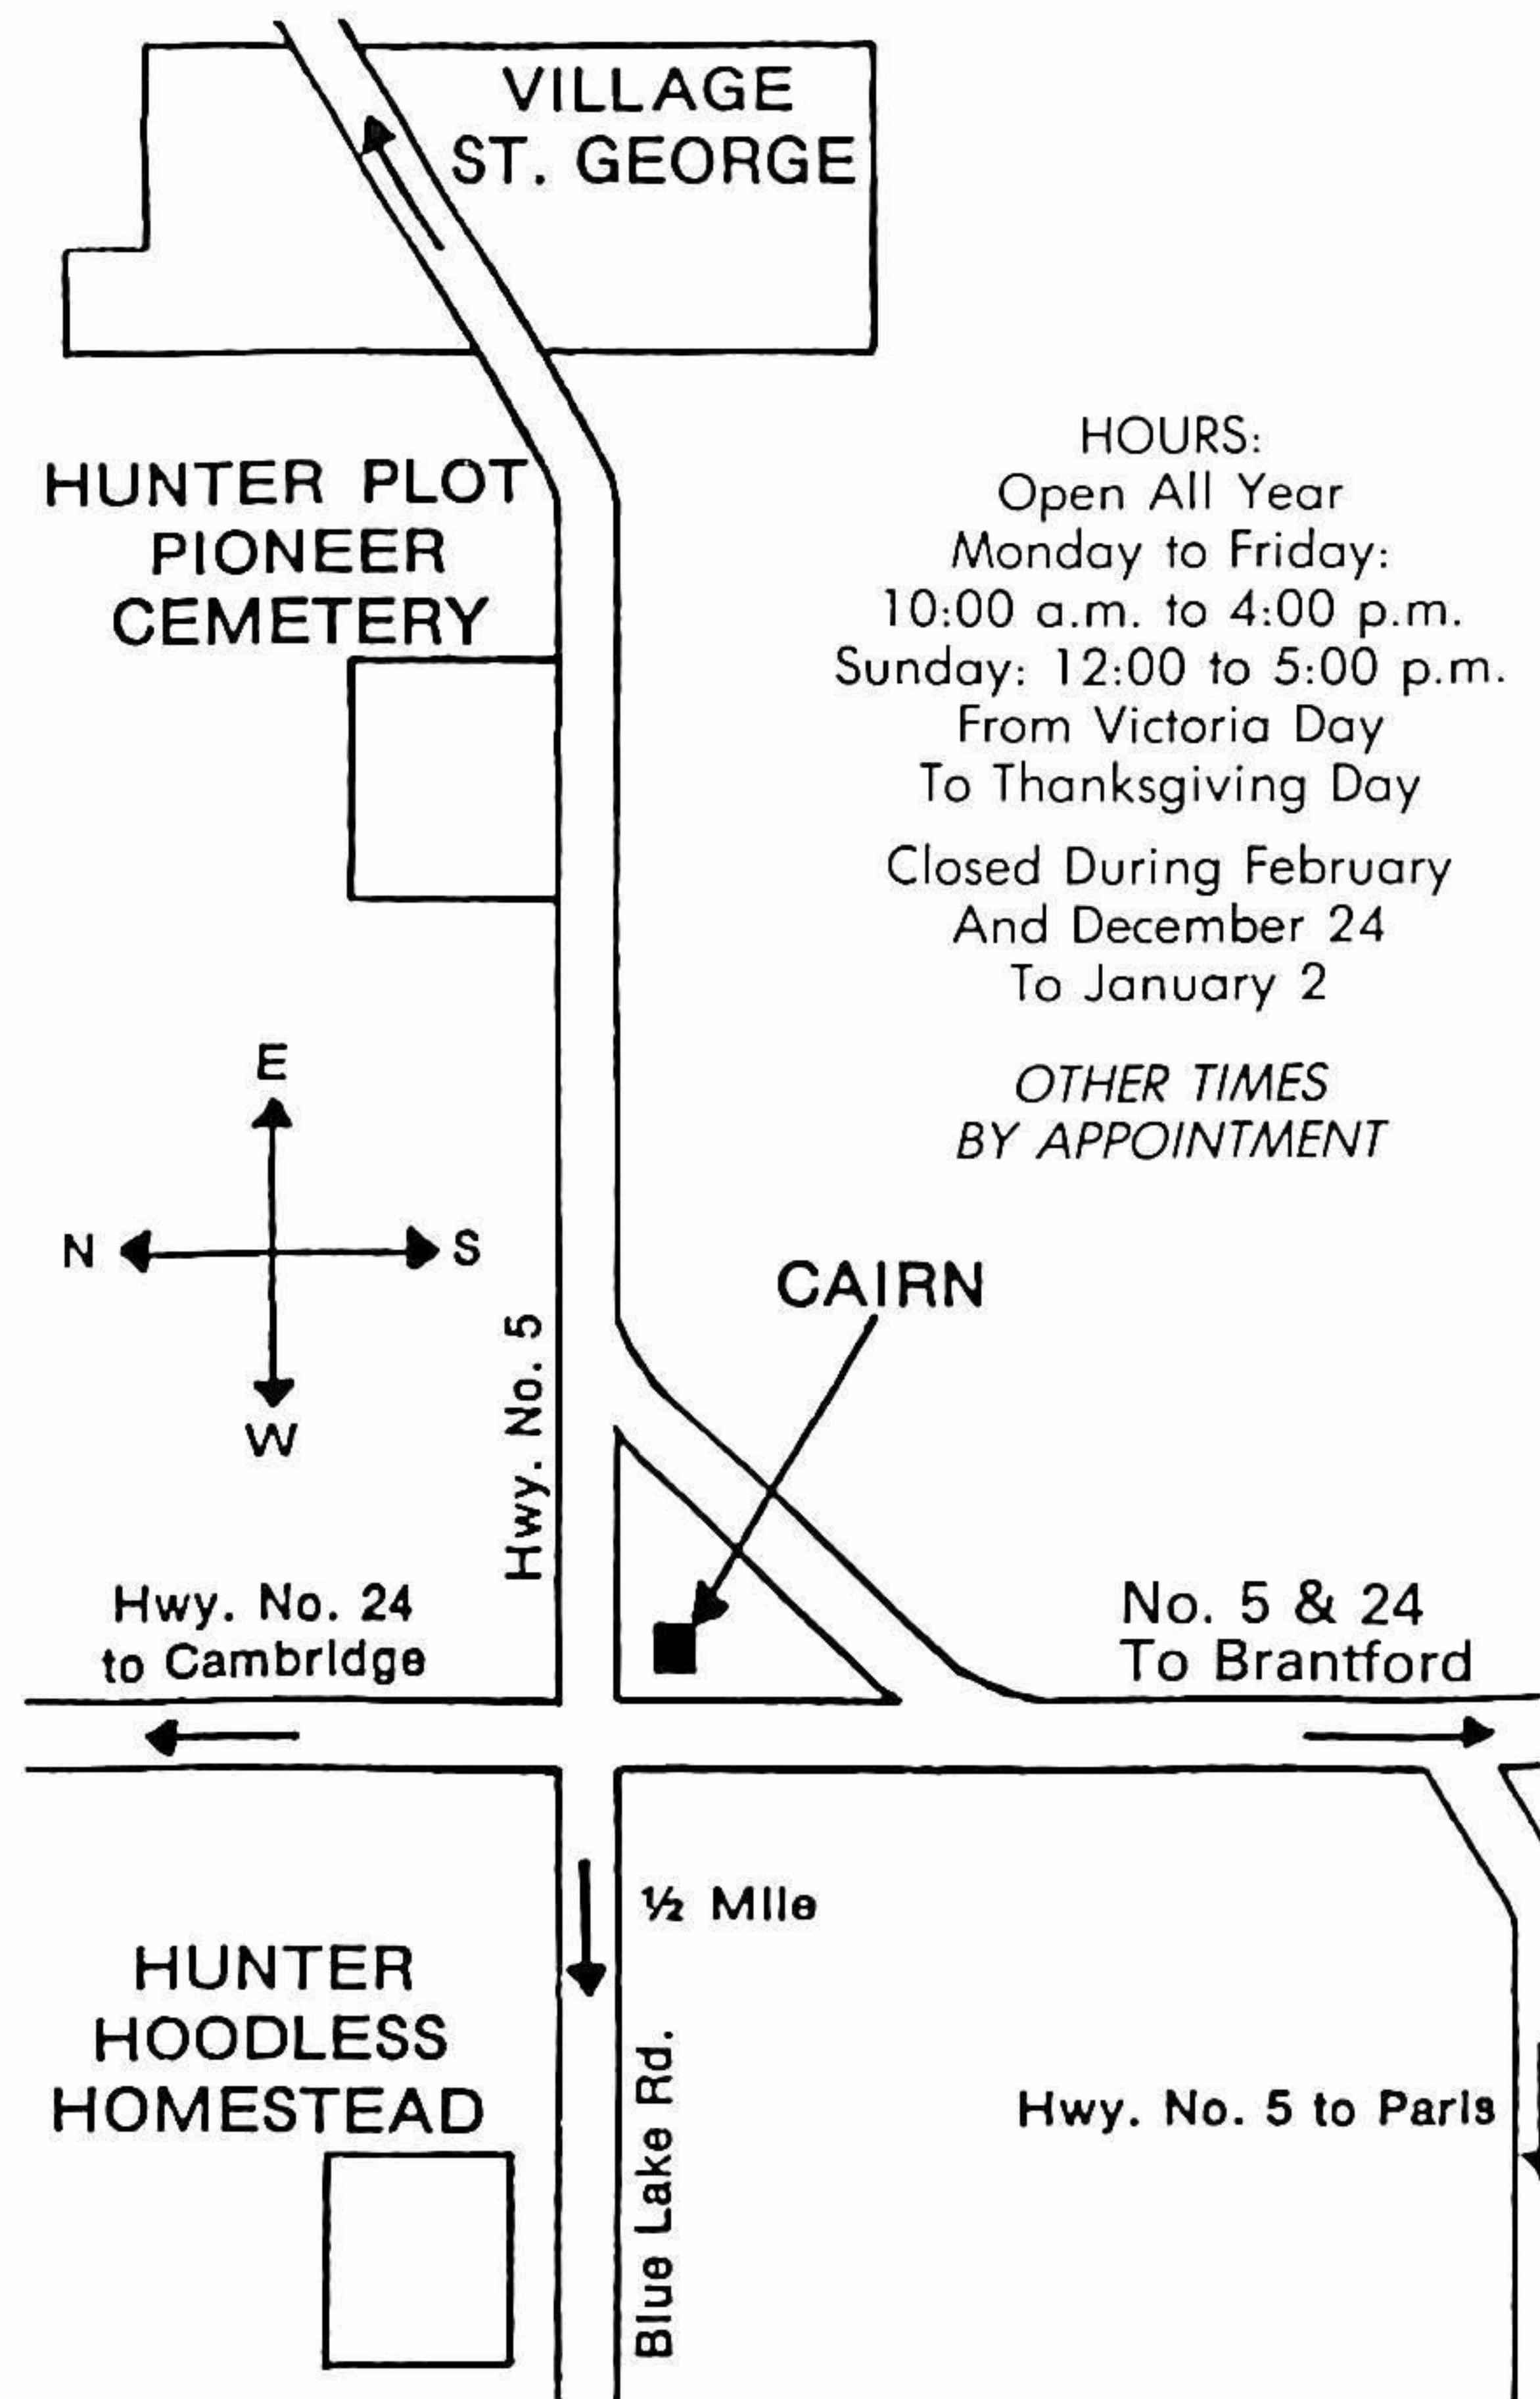 VILLAGE
ST. GEORGE
HUNTER PLOT
PIONEER
CEMETERY
HOURS:
Open All Year
Monday to Friday:
10:00 a.m. to 4:00 p.m.
Sunday: 12:00 to 5:00 p.m.
From Victoria Day
To Thanksgiving Day
Closed During February
And December 24
To January 2
OTHER TIMES
BY APPOINTMENT
E
N
S
W
Hwy. No. 5
CAIRN
Hwy. No. 24
to Cambridge
No. 5 & 24
To Brantford
½ Mile
HUNTER
HOODLESS
HOMESTEAD
Blue Lake Rd.
Hwy. No. 5 to Paris